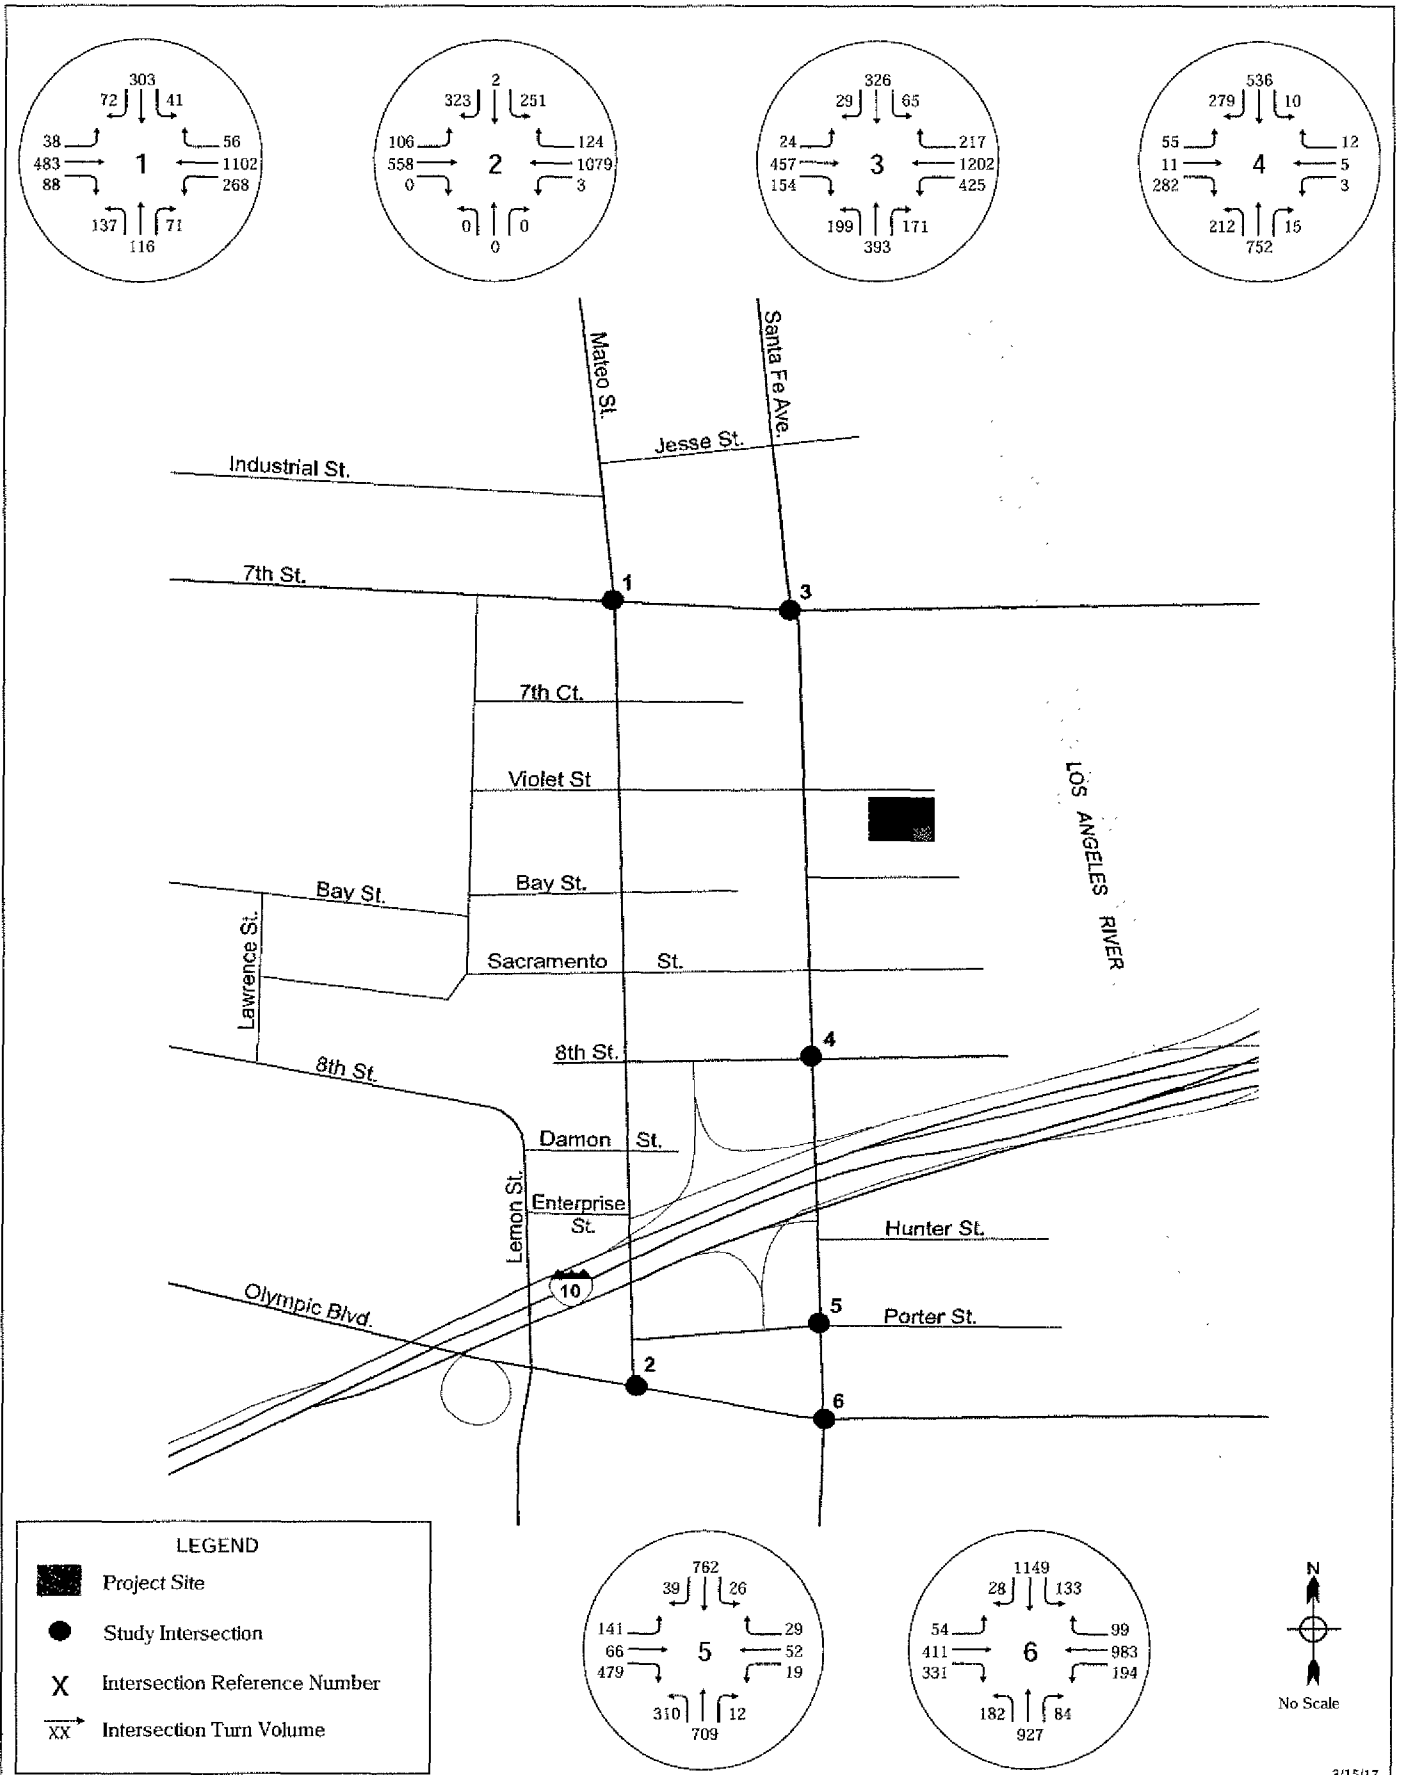 303
72 41
38 56
483 1 1102
88 268
137 71
116
2
323 251
106 124
558 2 1079
0 3
0 0
0
326
29 65
24 217
457 3 1202
154 425
199 171
393
536
279 10
55 12
11 4 5
282 3
212 15
752
Mateo St.
Santa Fe Ave.
Jesse St.
Industrial St.
7th St.
1
3
7th Ct.
Violet St
LOS ANGELES RIVER
Bay St.
Bay St.
Lawrence St.
Sacramento St.
4
8th St.
8th St.
Damon St.
Lemon St.
Enterprise
St.
Hunter St.
10
Olympic Blvd.
5
Porter St.
2
6
LEGEND
Project Site
Study Intersection
X Intersection Reference Number
XX Intersection Turn Volume
762
39 26
141 29
66 5 52
479 19
310 12
709
1149
28 133
54 99
411 6 983
331 194
182 84
927
N
No Scale
3/15/17